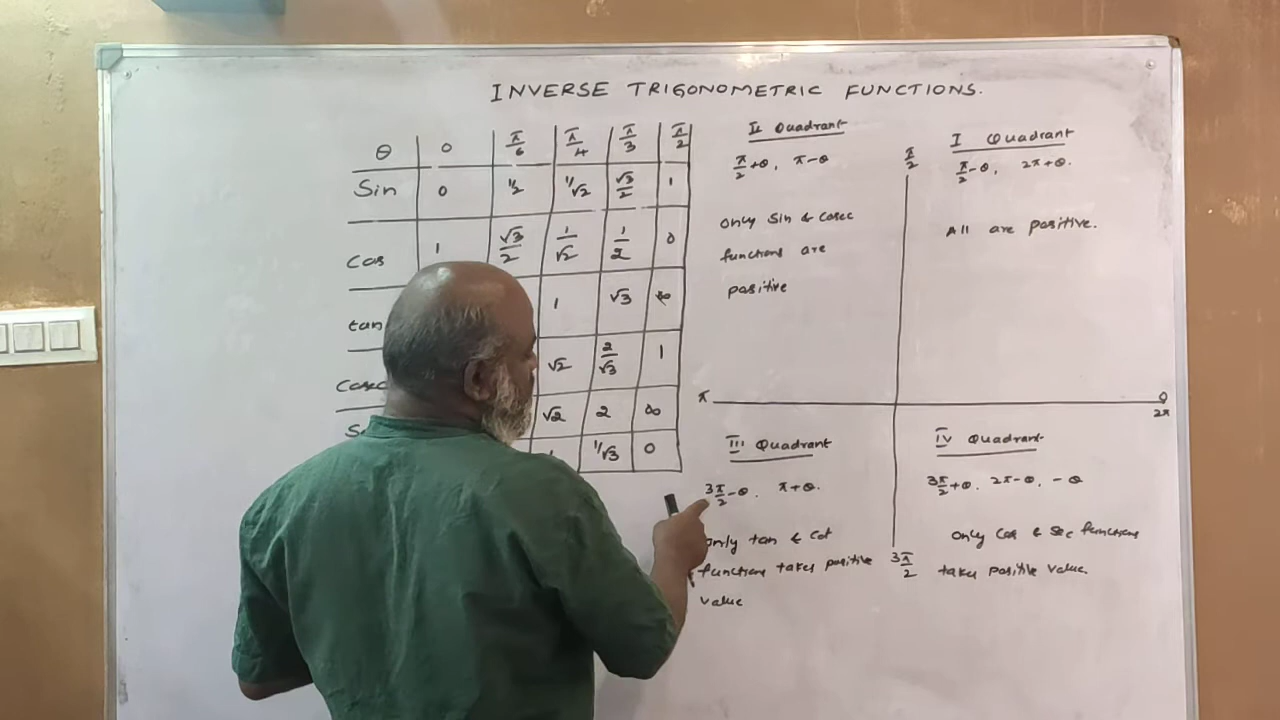 INVERSE TRIGONOMETRIC FUNCTIONS.
θ 0 π/6 π/4 π/3 π/2
Sin 0 1/2 1/√2 √3/2 1
Cos 1 √3/2 1/√2 1/2 0
tan 1 √3 ∞
Cosec √2 2/√3 1
S √2 2 ∞
1/√3 0
II Quadrant
π/2+θ, π-θ
only Sin & Cosec
functions are
positive
I Quadrant
π/2-θ, 2π+θ.
All are positive.
π/2
π
0
2π
3π/2
III Quadrant
3π/2-θ. π+θ.
only tan & Cot
functions takes positive
value
IV Quadrant
3π/2+θ. 2π-θ, -θ
only Cos & Sec functions
takes positive value.